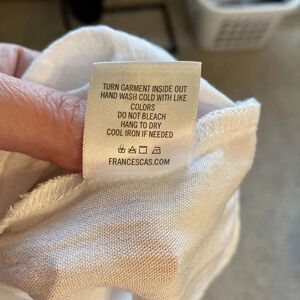 TURN GARMENT INSIDE OUT
HAND WASH COLD WITH LIKE
COLORS
DO NOT BLEACH
HANG TO DRY
COOL IRON IF NEEDED
FRANCESCAS.COM